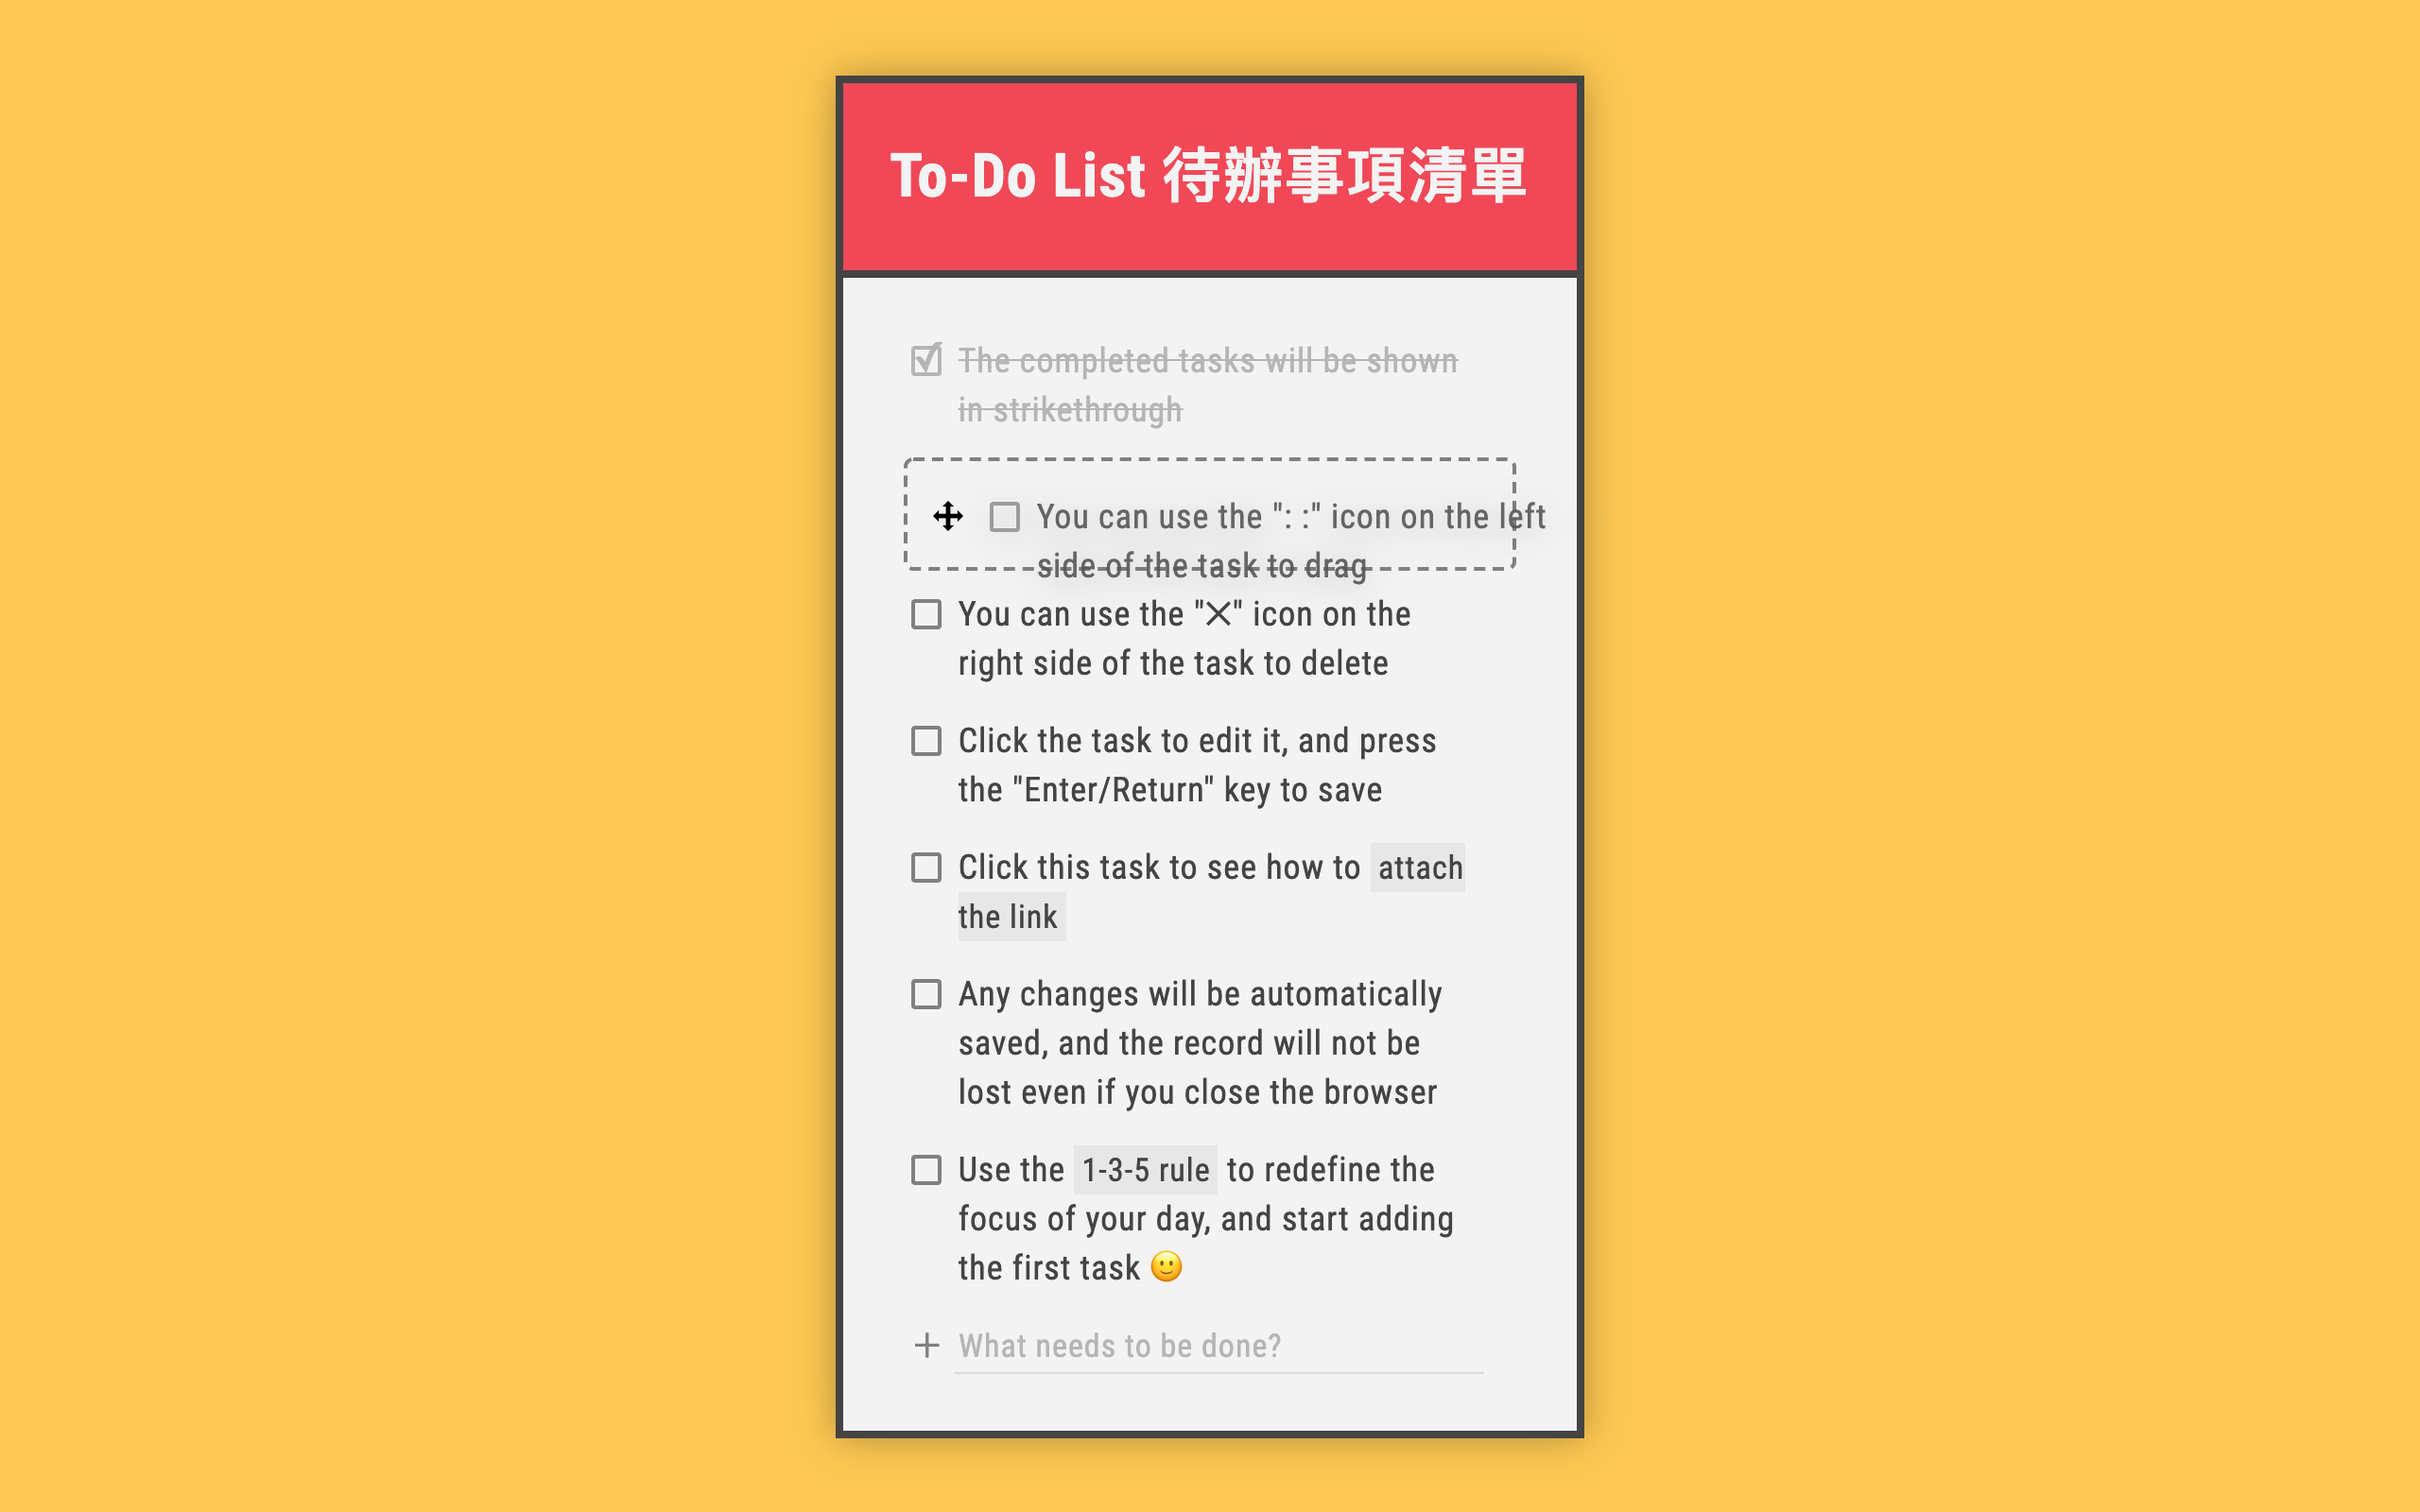 To-Do List 待辦事項清單
The completed tasks will be shown
in strikethrough
You can use the ": :" icon on the left
side of the task to drag
You can use the "✕" icon on the
right side of the task to delete
Click the task to edit it, and press
the "Enter/Return" key to save
Click this task to see how to attach
the link
Any changes will be automatically
saved, and the record will not be
lost even if you close the browser
Use the 1-3-5 rule to redefine the
focus of your day, and start adding
the first task 🙂
+ What needs to be done?